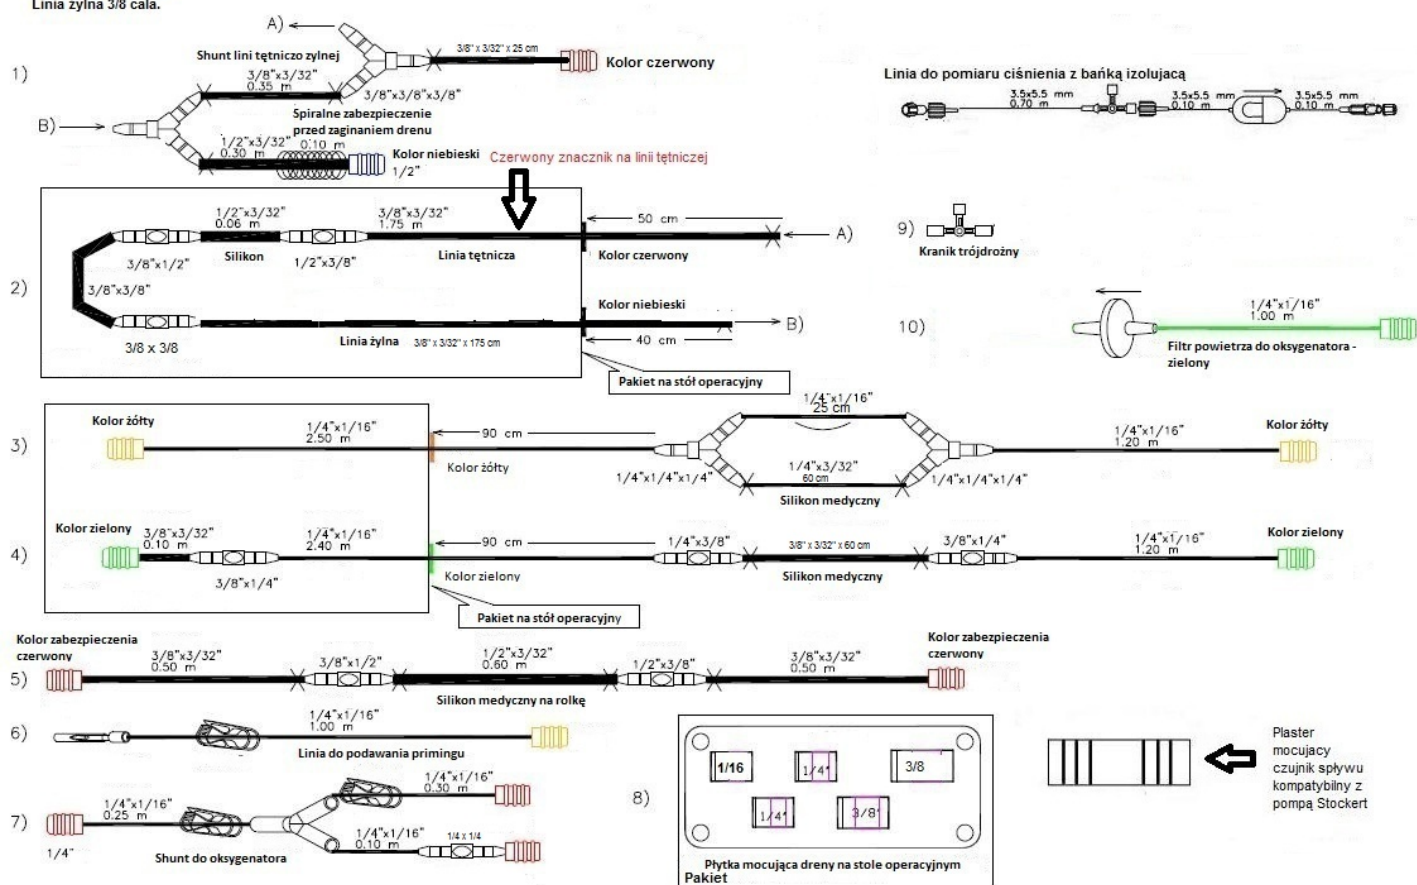 Linia żylna 3/8 cala.
A)
Shunt lini tętniczo zylnej
3/8" x 3/32" x 25 cm
Kolor czerwony
1)
3/8"x3/32"
0.35 m
3/8"x3/8"x3/8"
Spiralne zabezpieczenie
przed zaginaniem drenu
B)
1/2"x3/32"
0.30 m
0.10 m
Kolor niebieski
1/2"
Linia do pomiaru ciśnienia z bańką izolujacą
3.5x5.5 mm
0.70 m
3.5x5.5 mm
0.10 m
3.5x5.5 mm
0.10 m
Czerwony znacznik na linii tętniczej
2)
1/2"x3/32"
0.06 m
3/8"x3/32"
1.75 m
50 cm
A)
3/8"x1/2"
Silikon
1/2"x3/8"
Linia tętnicza
Kolor czerwony
3/8"x3/8"
Kolor niebieski
B)
3/8 x 3/8
Linia żylna
3/8" x 3/32" x 175 cm
40 cm
Pakiet na stół operacyjny
9)
Kranik trójdrożny
10)
1/4"x1/16"
1.00 m
Filtr powietrza do oksygenatora -
zielony
3)
Kolor żółty
1/4"x1/16"
2.50 m
90 cm
Kolor żółty
1/4"x1/4"x1/4"
1/4"x1/16"
25 cm
1/4"x3/32"
60 cm
Silikon medyczny
1/4"x1/4"x1/4"
1/4"x1/16"
1.20 m
Kolor żółty
4)
Kolor zielony
3/8"x3/32"
0.10 m
3/8"x1/4"
1/4"x1/16"
2.40 m
90 cm
Kolor zielony
1/4"x3/8"
3/8" x 3/32" x 60 cm
Silikon medyczny
3/8"x1/4"
1/4"x1/16"
1.20 m
Kolor zielony
Pakiet na stół operacyjny
5)
Kolor zabezpieczenia
czerwony
3/8"x3/32"
0.50 m
3/8"x1/2"
1/2"x3/32"
0.60 m
Silikon medyczny na rolkę
1/2"x3/8"
3/8"x3/32"
0.50 m
Kolor zabezpieczenia
czerwony
6)
1/4"x1/16"
1.00 m
Linia do podawania primingu
7)
1/4"x1/16"
0.25 m
1/4"
1/4"x1/16"
0.30 m
1/4"x1/16"
0.10 m
1/4 x 1/4
Shunt do oksygenatora
8)
1/16
1/4"
3/8
1/4"
3/8"
Płytka mocująca dreny na stole operacyjnym
Pakiet
Plaster
mocujacy
czujnik spływu
kompatybilny z
pompą Stockert